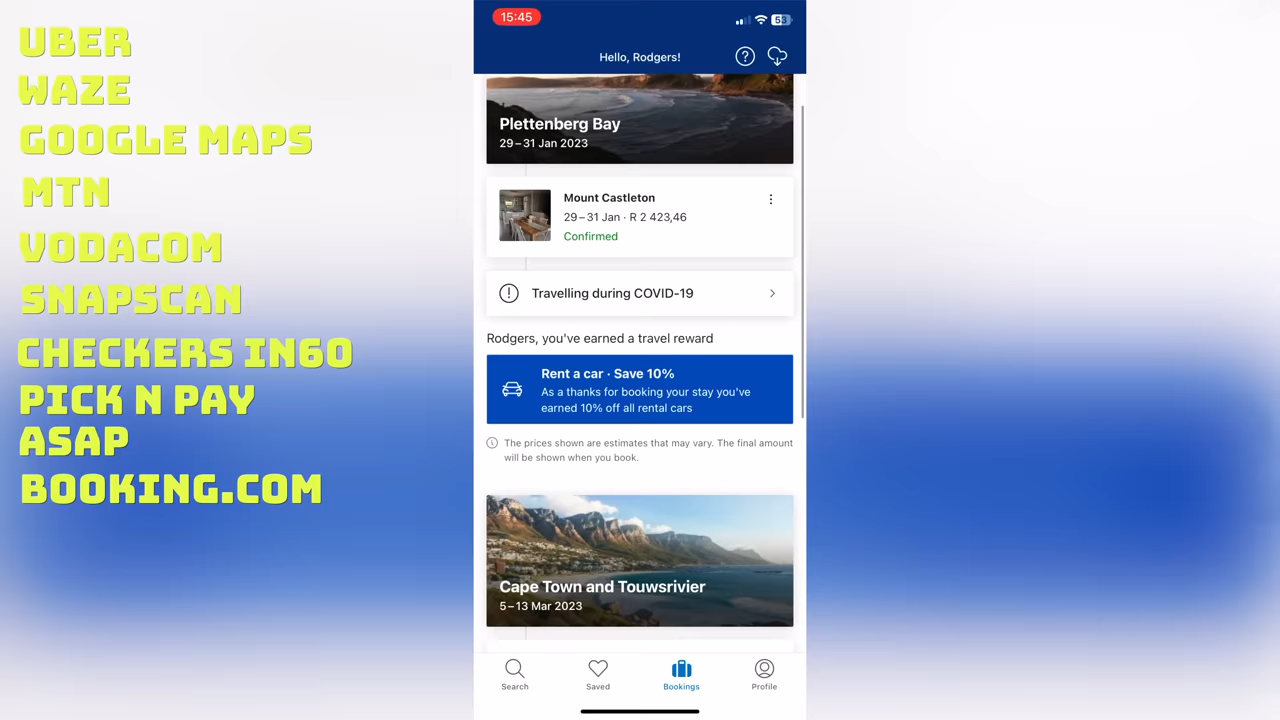 UBER
WAZE
GOOGLE MAPS
MTN
VODACOM
SNAPSCAN
CHECKERS IN60
PICK N PAY
ASAP
BOOKING.COM
15:45
53
Hello, Rodgers!
Plettenberg Bay
29–31 Jan 2023
Mount Castleton
29–31 Jan · R 2 423,46
Confirmed
Travelling during COVID-19
Rodgers, you've earned a travel reward
Rent a car · Save 10%
As a thanks for booking your stay you've
earned 10% off all rental cars
The prices shown are estimates that may vary. The final amount
will be shown when you book.
Cape Town and Touwsrivier
5–13 Mar 2023
Search
Saved
Bookings
Profile